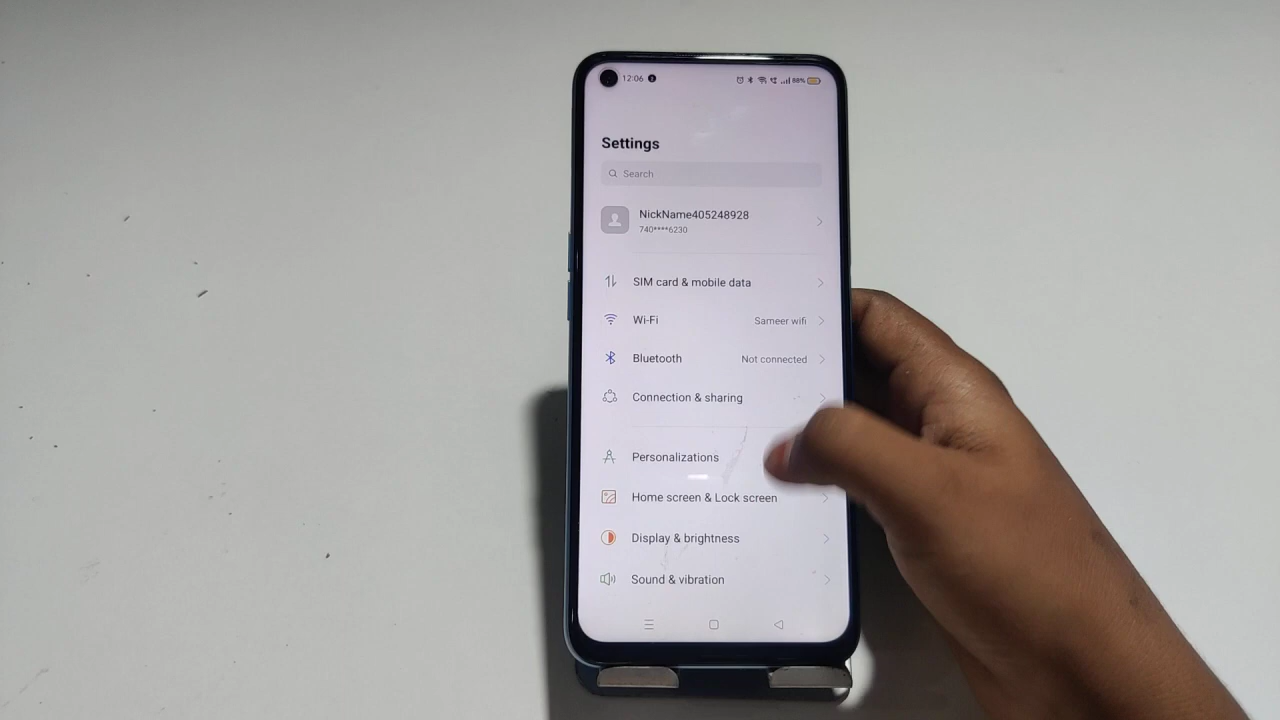 12:06 88%
Settings
Search
NickName405248928
740****6230
SIM card & mobile data
Wi-Fi Sameer wifi
Bluetooth Not connected
Connection & sharing
Personalizations
Home screen & Lock screen
Display & brightness
Sound & vibration